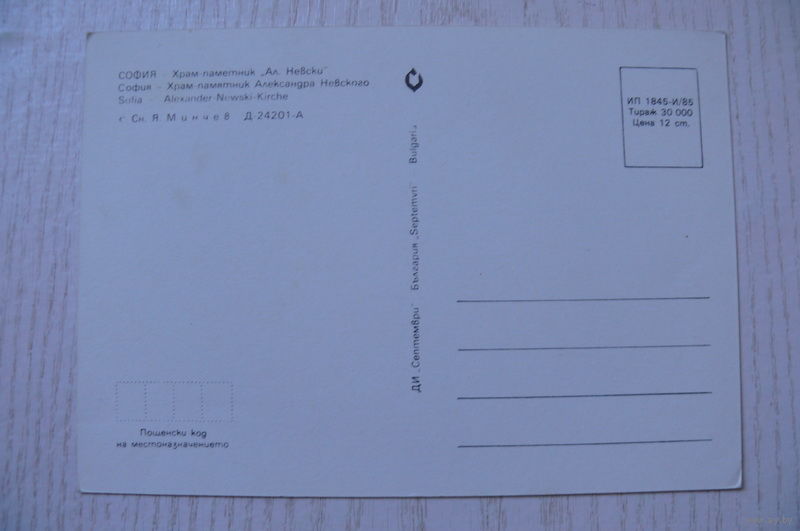 СОФИЯ - Храм-паметник „Ал. Невски"
София - Храм-памятник Александра Невского
Sofia - Alexander-Newski-Kirche
с Сн. Я. Минчев Д-24201-А
ДИ „Септември" България „Septemvri" Bulgaria
ИП 1845-И/85
Тираж 30 000
Цена 12 ст.
Пощенски код
на местоназначението